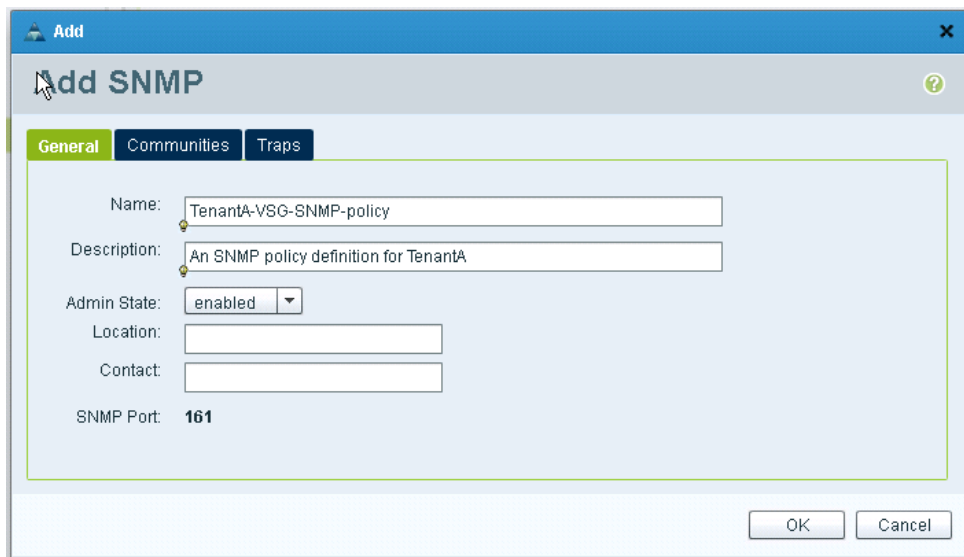 Add
Add SNMP
General Communities Traps
Name: TenantA-VSG-SNMP-policy
Description: An SNMP policy definition for TenantA
Admin State: enabled
Location:
Contact:
SNMP Port: 161
OK Cancel